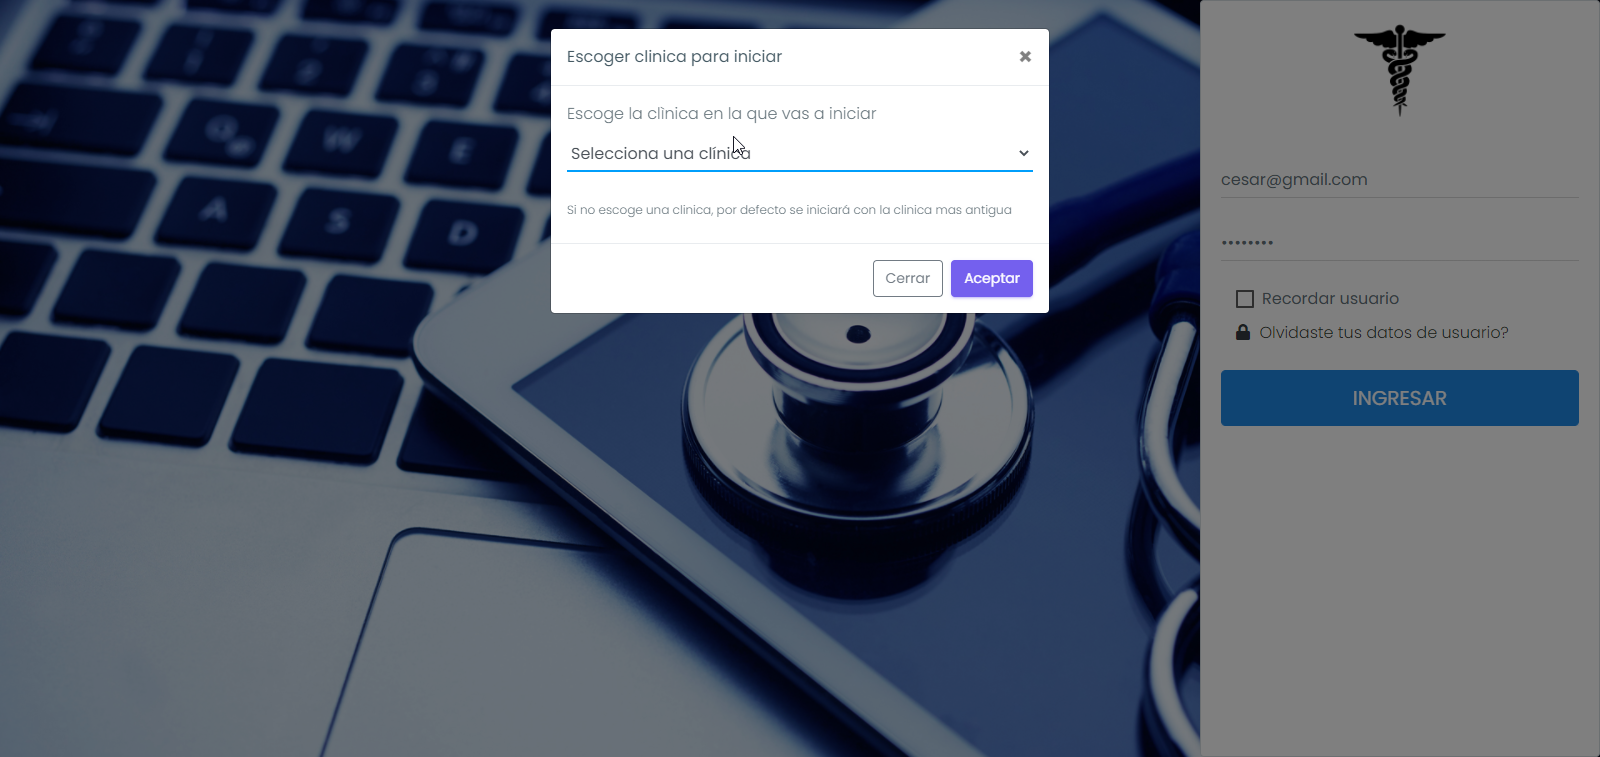 Escoger clinica para iniciar
✖
Escoge la clìnica en la que vas a iniciar
Selecciona una clínica
Si no escoge una clinica, por defecto se iniciará con la clinica mas antigua
Cerrar
Aceptar
cesar@gmail.com
••••••••
Recordar usuario
Olvidaste tus datos de usuario?
INGRESAR
Q
W
E
A
S
D